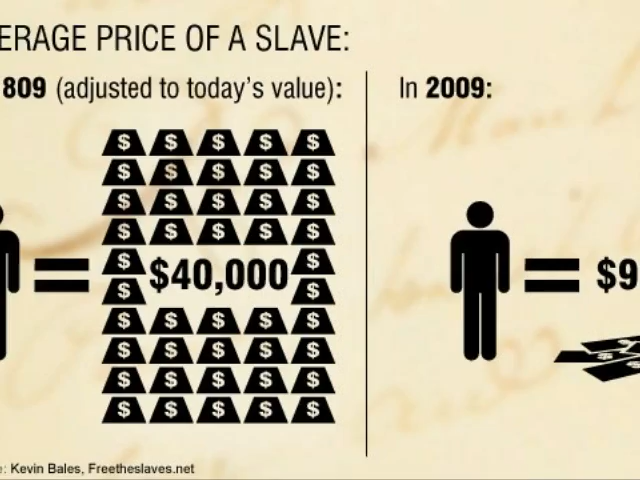 ERAGE PRICE OF A SLAVE:
809 (adjusted to today's value):
In 2009:
$ $ $ $ $
$ $ $ $ $
$ $ $ $ $
$ $ $ $ $
$ $
$40,000
$9
$ $
$ $ $ $ $
$ $ $ $ $
$ $ $ $ $
$ $ $ $ $
e: Kevin Bales, Freetheslaves.net